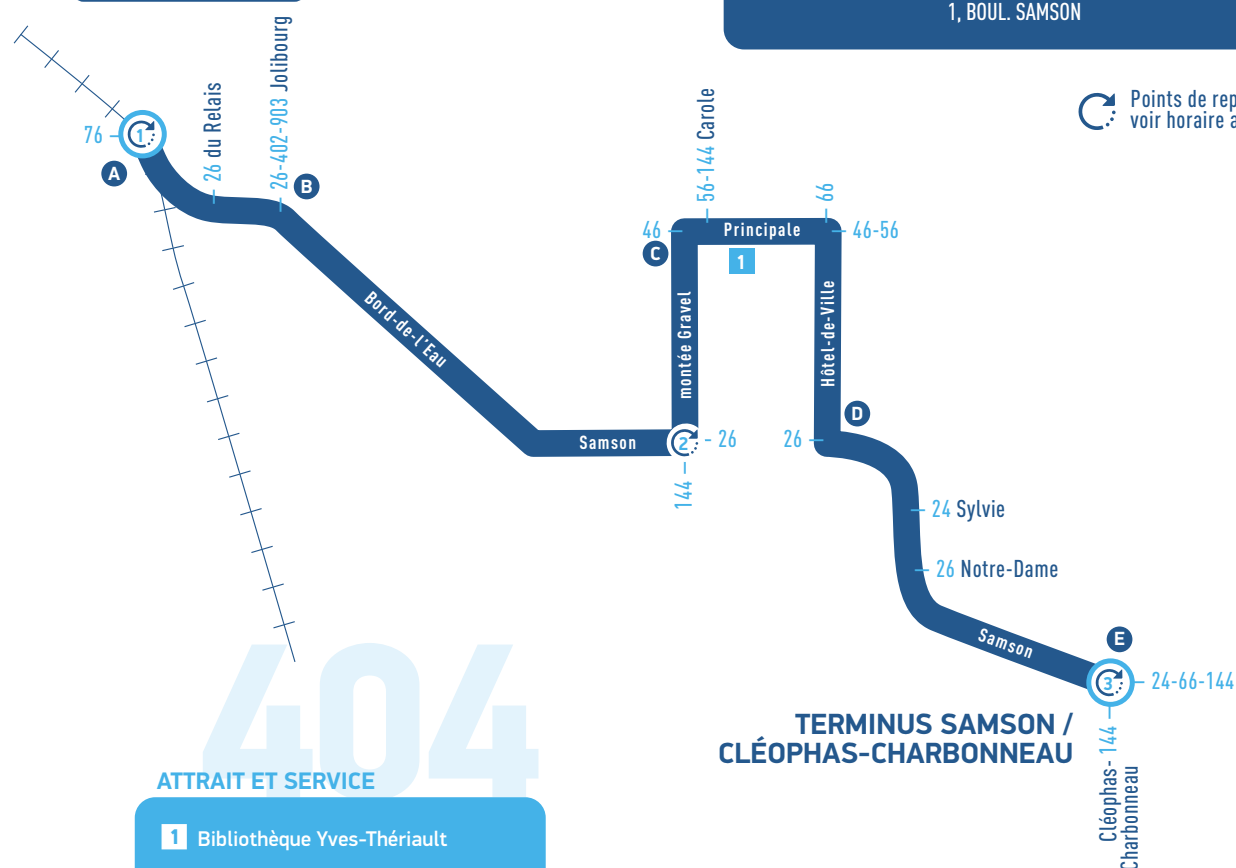 1, BOUL. SAMSON
Points de rep
voir horaire a
76
1
A
26 du Relais
26-402-903 Jolibourg
B
Bord-de-l'Eau
Samson
2
26
144
montée Gravel
C
46
56-144 Carole
Principale
1
66
46-56
Hôtel-de-Ville
D
26
24 Sylvie
26 Notre-Dame
Samson
E
3
24-66-144
144
Cléophas-
Charbonneau
TERMINUS SAMSON /
CLÉOPHAS-CHARBONNEAU
404
ATTRAIT ET SERVICE
1 Bibliothèque Yves-Thériault